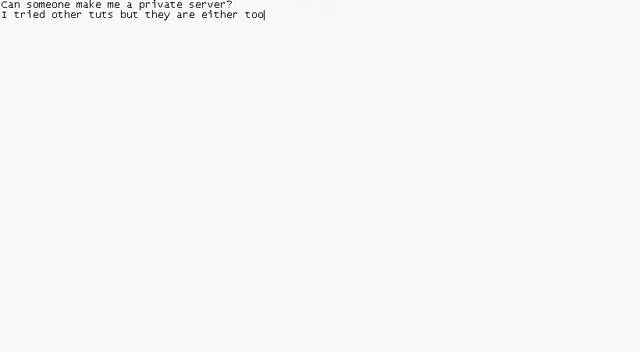 Can someone make me a private server?
I tried other tuts but they are either too